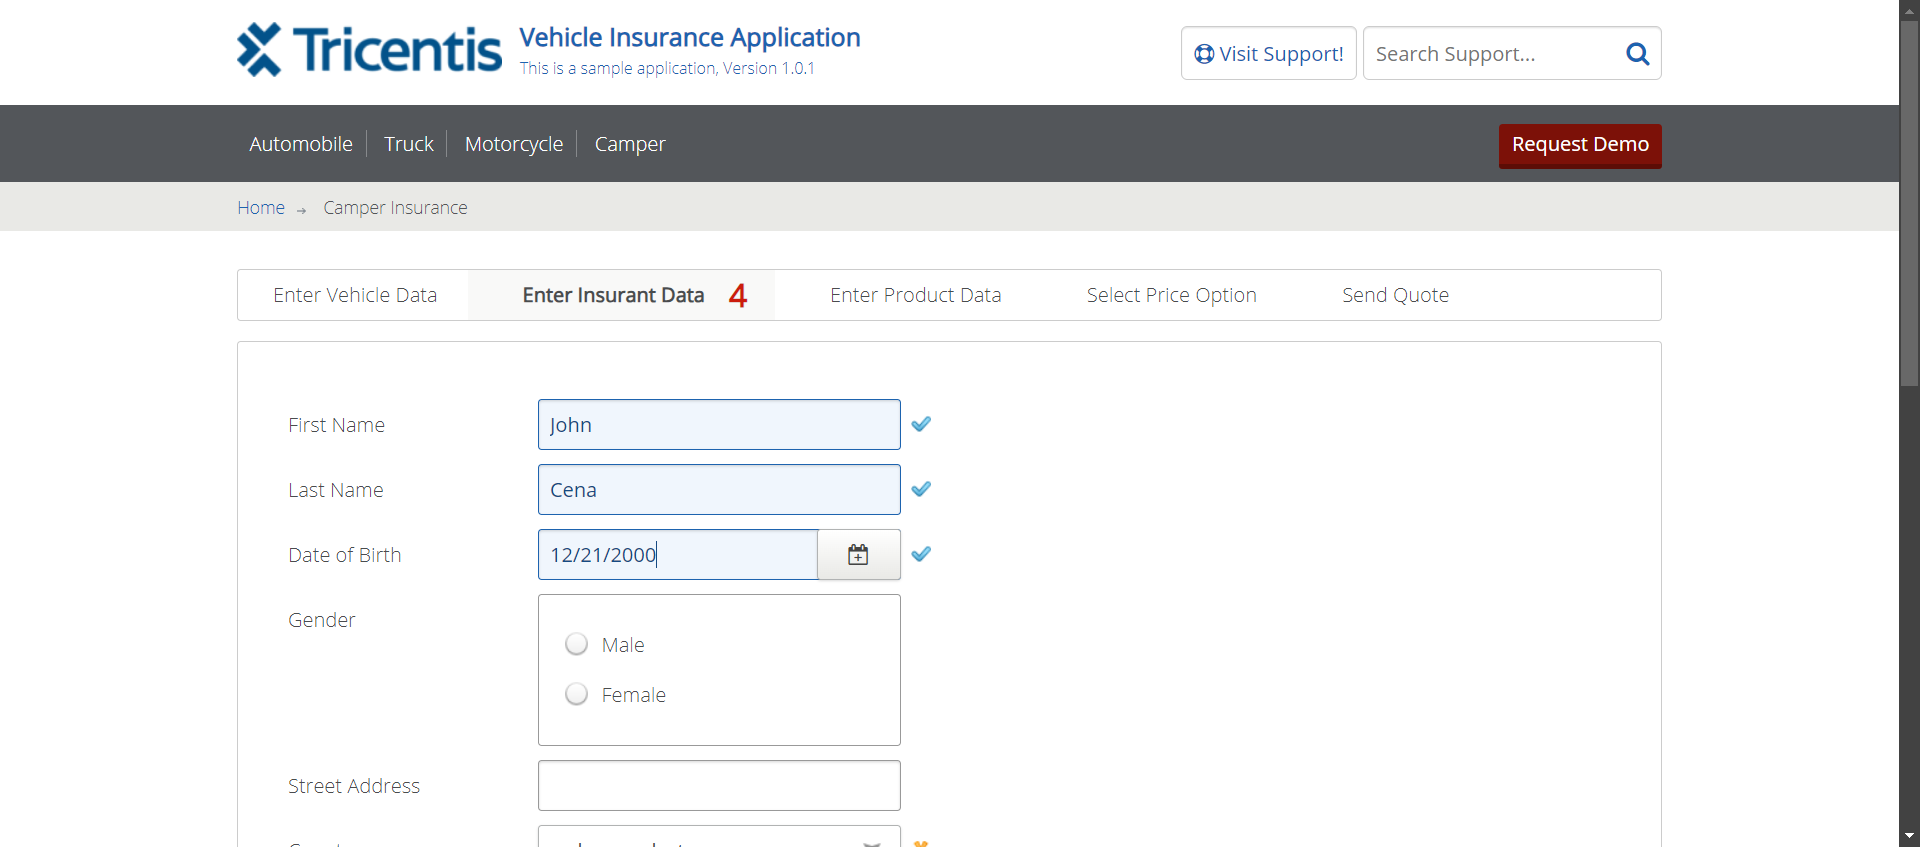 Tricentis
Vehicle Insurance Application
This is a sample application, Version 1.0.1
Visit Support!
Search Support...
Automobile
Truck
Motorcycle
Camper
Request Demo
Home → Camper Insurance
Enter Vehicle Data
Enter Insurant Data 4
Enter Product Data
Select Price Option
Send Quote
First Name
John
Last Name
Cena
Date of Birth
12/21/2000
Gender
Male
Female
Street Address